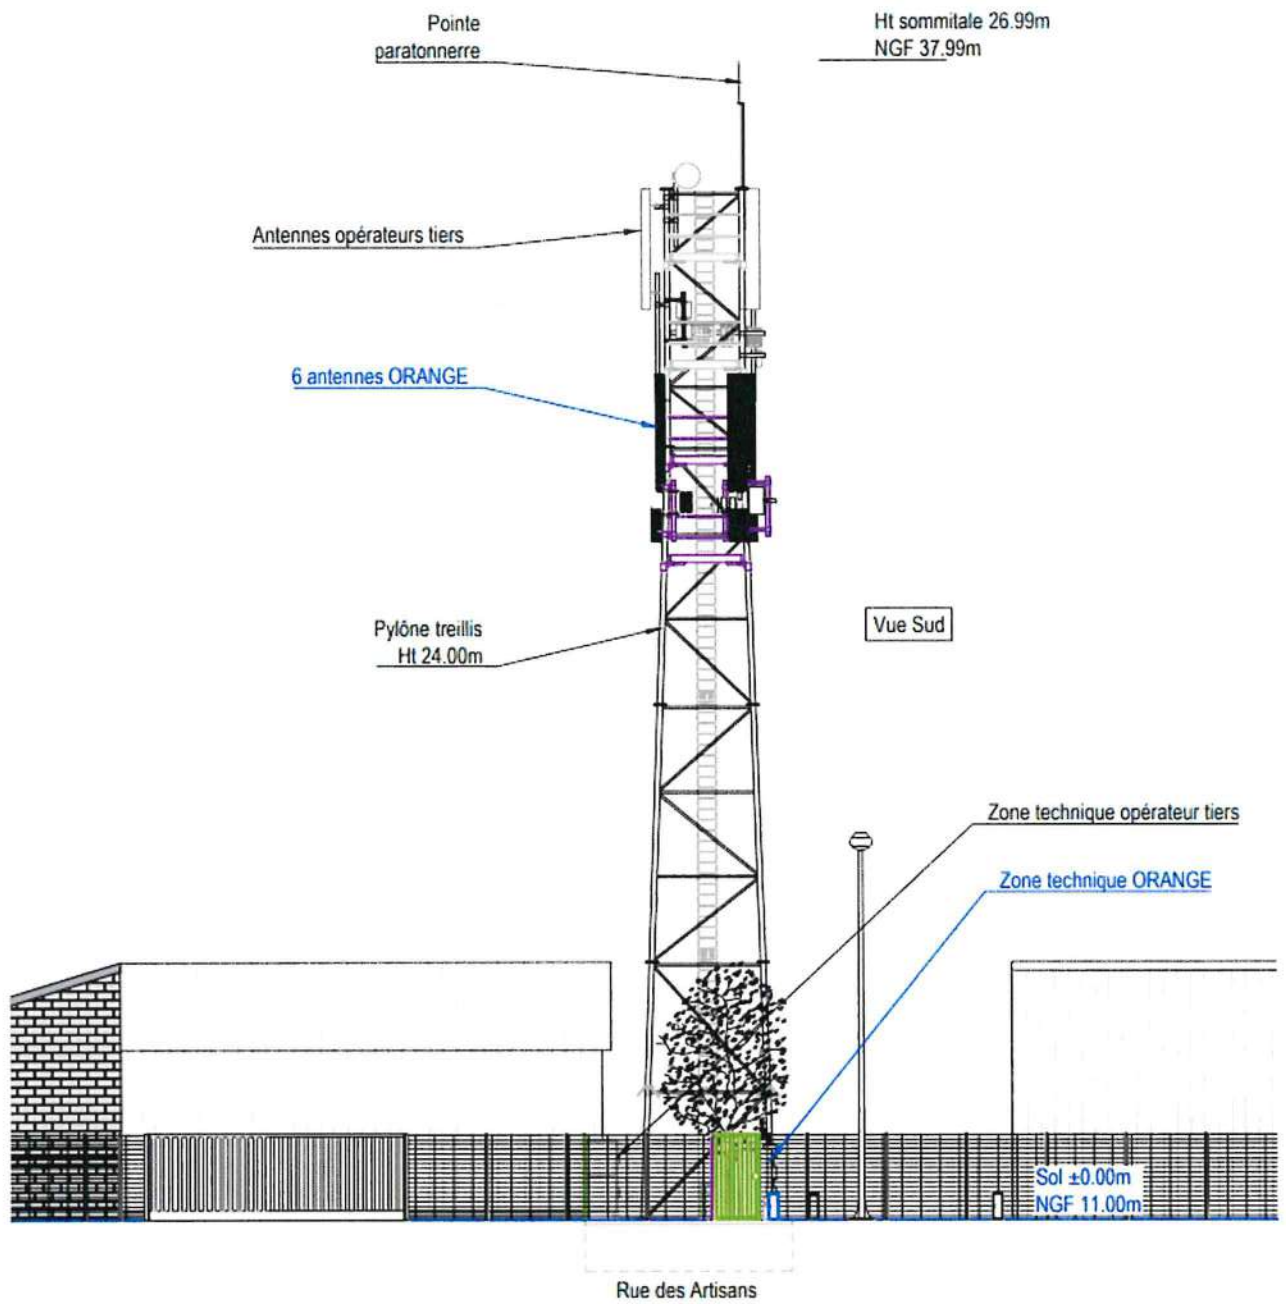 Pointe
paratonnerre
Ht sommitale 26.99m
NGF 37.99m
Antennes opérateurs tiers
6 antennes ORANGE
Pylône treillis
Ht 24.00m
Vue Sud
Zone technique opérateur tiers
Zone technique ORANGE
Sol ±0.00m
NGF 11.00m
Rue des Artisans